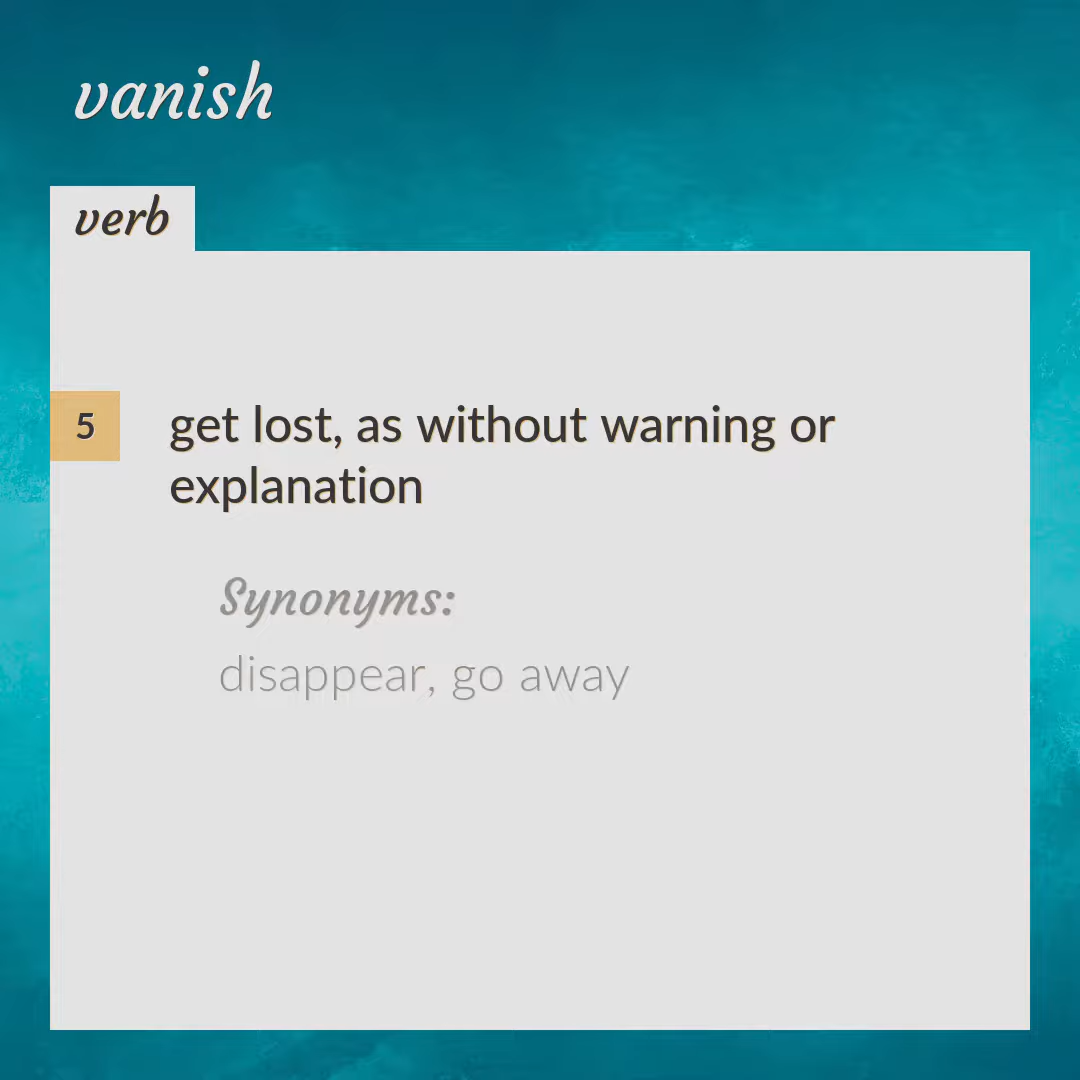 vanish
verb
5
get lost, as without warning or
explanation
Synonyms:
disappear, go away